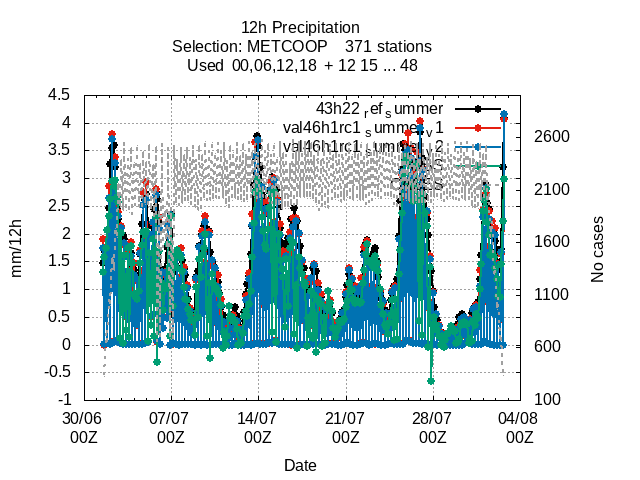 12h Precipitation
Selection: METCOOP 371 stations
Used 00,06,12,18 + 12 15 ... 48
4.5
4
3.5
3
2.5
2
1.5
1
0.5
0
-0.5
-1
mm/12h
43h22_ref_summer
val46h1rc1_summer_v1
val46h1rc1_summer_v2
2600
2100
1600
1100
600
100
No cases
30/06 07/07 14/07 21/07 28/07 04/08
00Z 00Z 00Z 00Z 00Z 00Z
Date